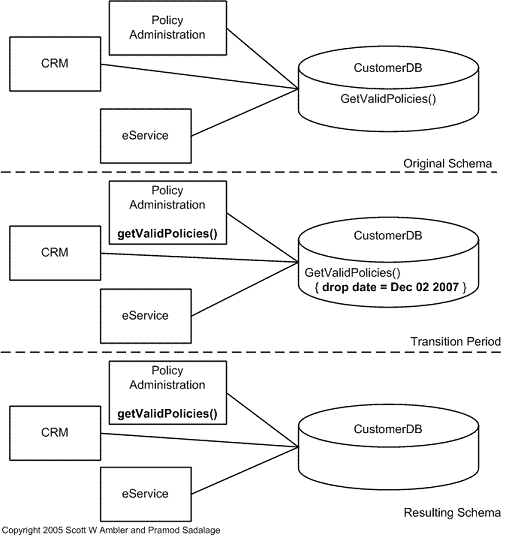 Policy
Administration
CRM
CustomerDB
GetValidPolicies()
eService
Original Schema
Policy
Administration
getValidPolicies()
CRM
CustomerDB
GetValidPolicies()
{ drop date = Dec 02 2007 }
eService
Transition Period
Policy
Administration
getValidPolicies()
CRM
CustomerDB
eService
Resulting Schema
Copyright 2005 Scott W Ambler and Pramod Sadalage